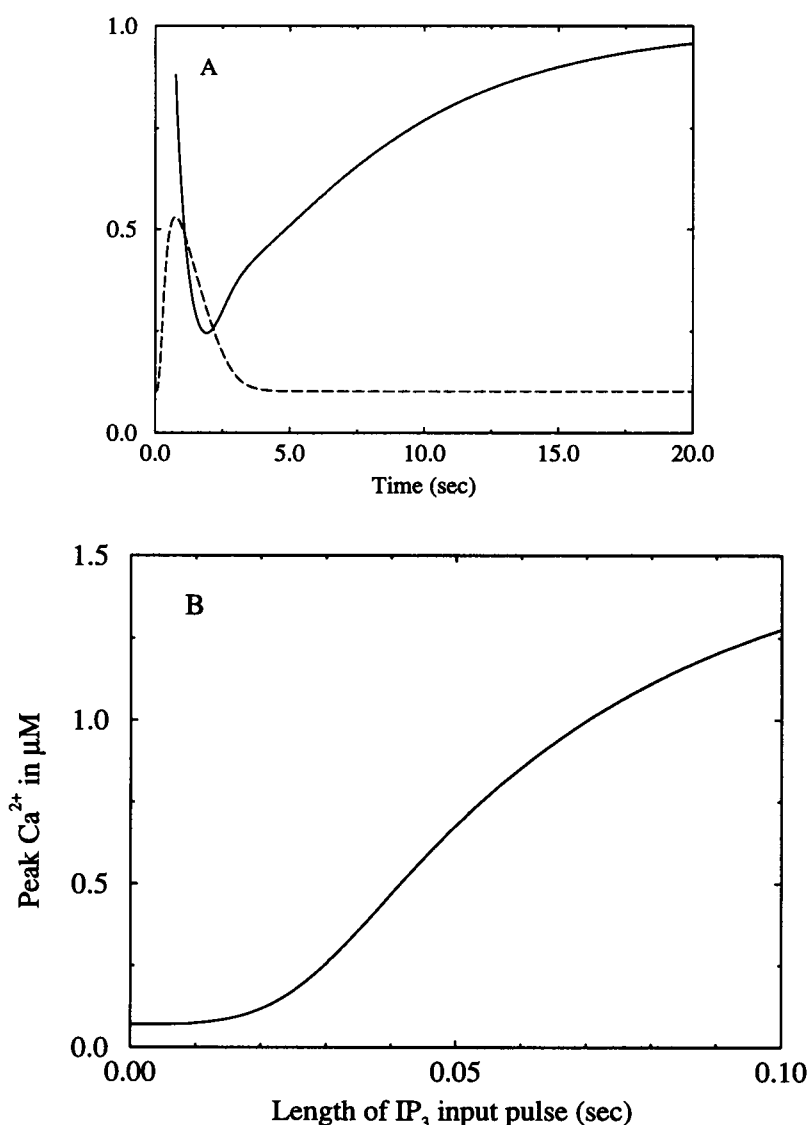 1.0
A
0.5
0.0
0.0 5.0 10.0 15.0 20.0
Time (sec)
1.5
B
1.0
0.5
0.0
0.00 0.05 0.10
Peak Ca²⁺ in µM
Length of IP₃ input pulse (sec)